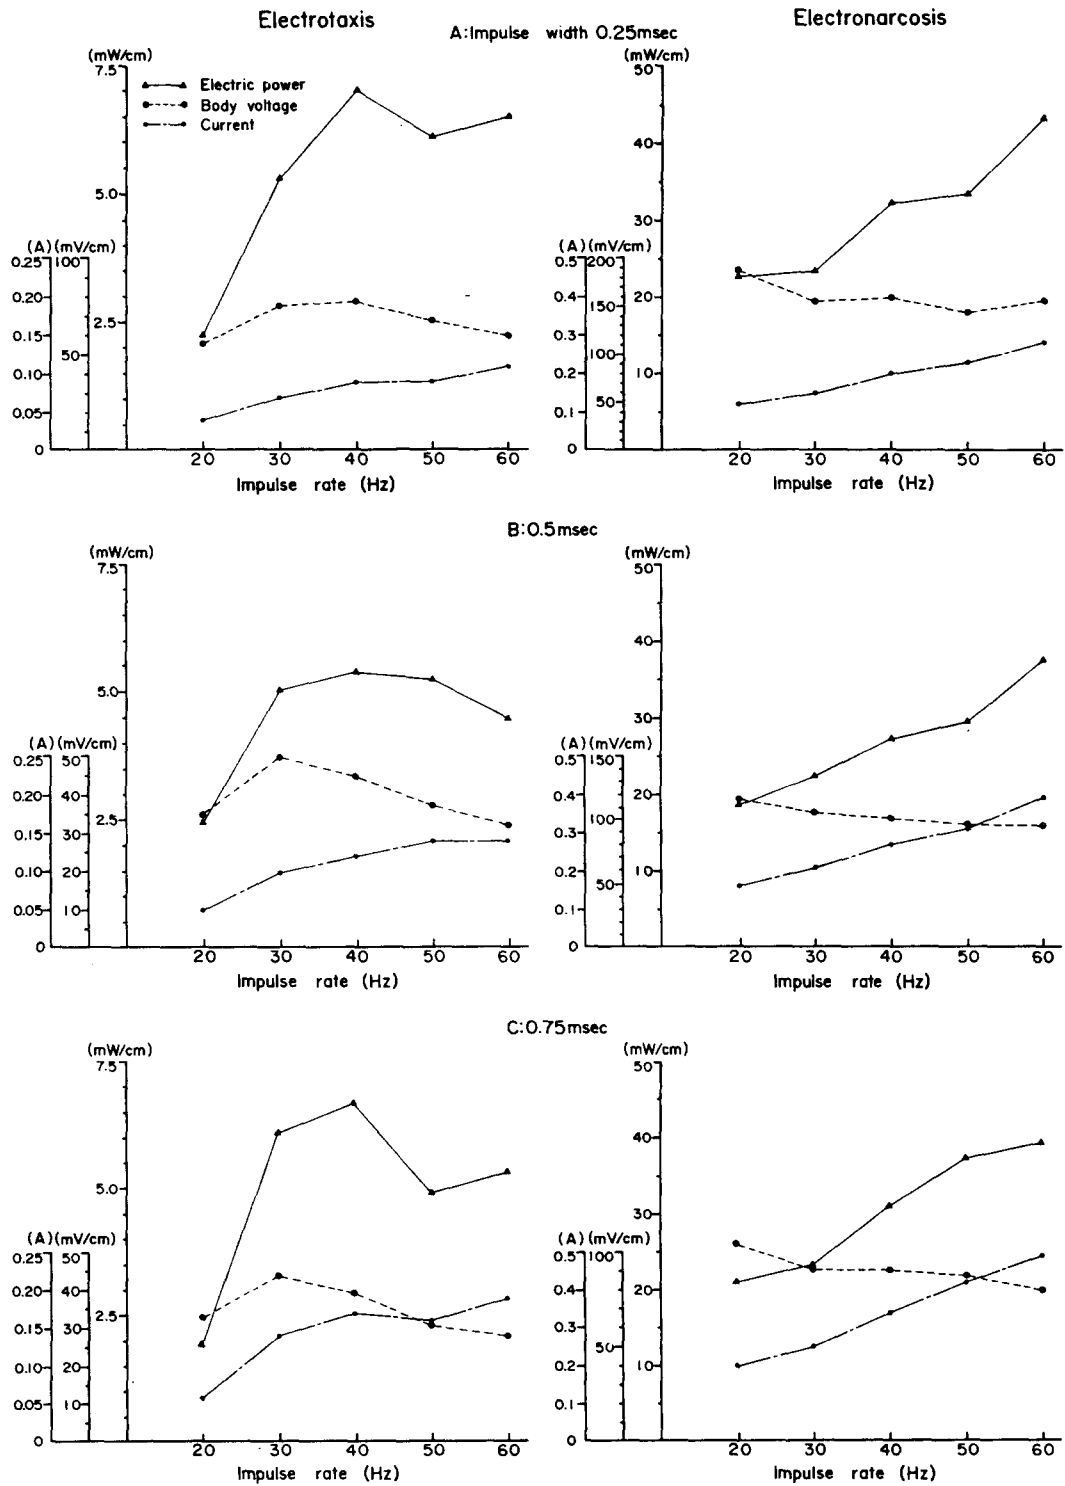 Electrotaxis
Electronarcosis
A:Impulse width 0.25msec
(mW/cm)
7.5
5.0
2.5
Electric power
Body voltage
Current
(A) (mV/cm)
0.25 100
0.20
0.15
50
0.10
0.05
0
20 30 40 50 60
Impulse rate (Hz)
(mW/cm)
50
40
30
20
10
(A) (mV/cm)
0.5 200
0.4
150
0.3
100
0.2
50
0.1
0
20 30 40 50 60
Impulse rate (Hz)
B:0.5msec
(mW/cm)
7.5
5.0
2.5
(A) (mV/cm)
0.25 50
0.20 40
0.15 30
0.10 20
0.05 10
0
20 30 40 50 60
Impulse rate (Hz)
(mW/cm)
50
40
30
20
10
(A) (mV/cm)
0.5 150
0.4
100
0.3
0.2
50
0.1
0
20 30 40 50 60
Impulse rate (Hz)
C:0.75msec
(mW/cm)
7.5
5.0
2.5
(A) (mV/cm)
0.25 50
0.20 40
0.15 30
0.10 20
0.05 10
0
20 30 40 50 60
Impulse rate (Hz)
(mW/cm)
50
40
30
20
10
(A) (mV/cm)
0.5 100
0.4
0.3
50
0.2
0.1
0
20 30 40 50 60
Impulse rate (Hz)